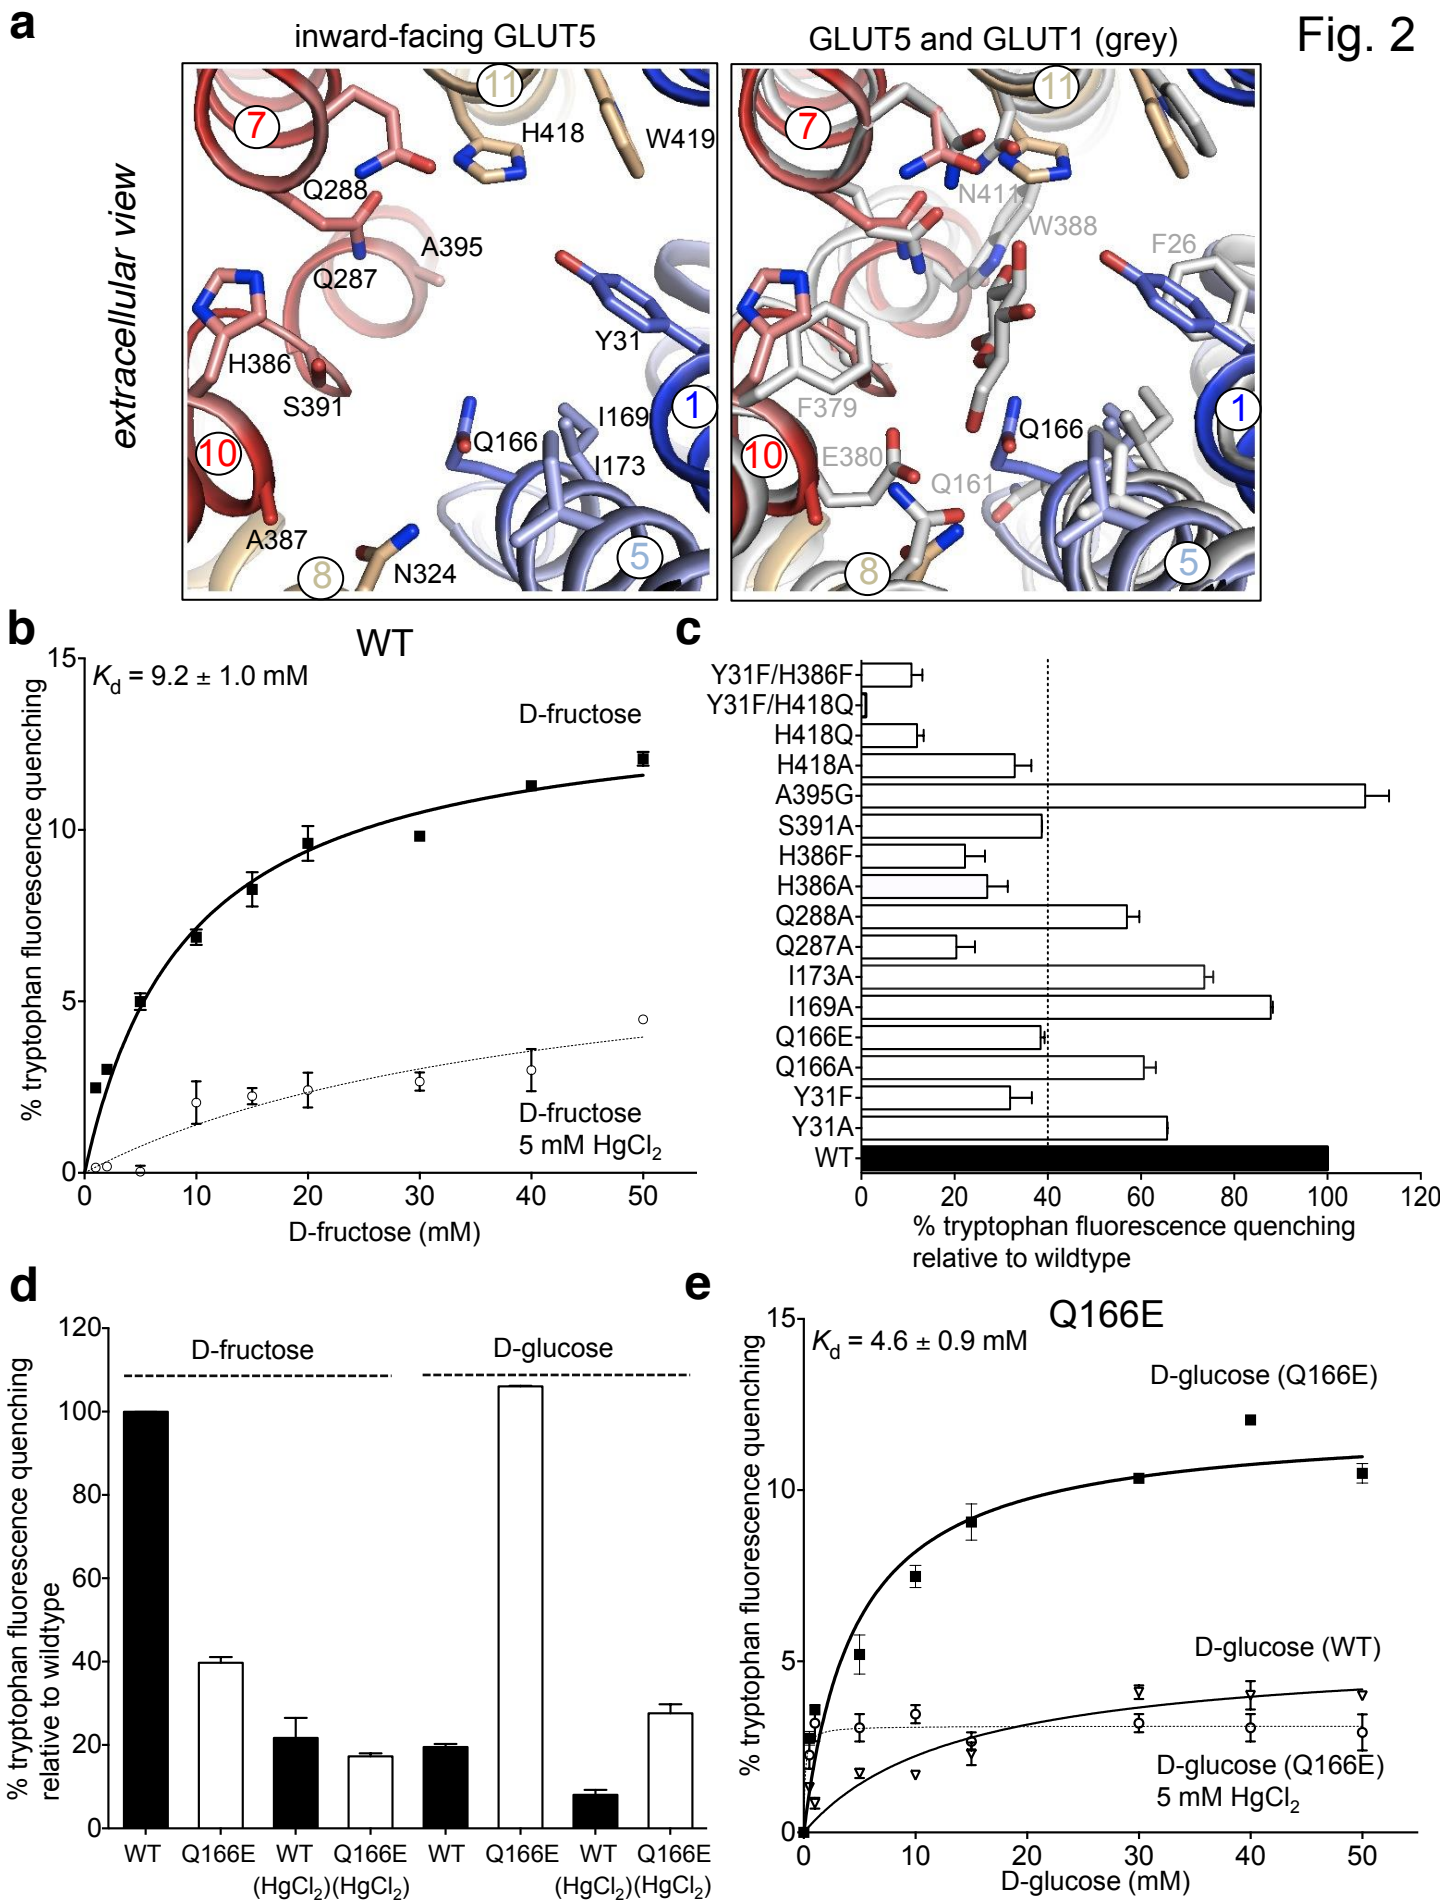 a
inward-facing GLUT5
GLUT5 and GLUT1 (grey)
Fig. 2
extracellular view
7
11
H418
W419
Q288
A395
Q287
Y31
H386
S391
1
I169
10
Q166
I173
A387
8
N324
5
7
11
N411
W388
F26
F379
1
10
E380
Q166
Q161
8
5
b
WT
Kd = 9.2 ± 1.0 mM
D-fructose
D-fructose
5 mM HgCl2
% tryptophan fluorescence quenching
15
10
5
0
0 10 20 30 40 50
D-fructose (mM)
c
Y31F/H386F
Y31F/H418Q
H418Q
H418A
A395G
S391A
H386F
H386A
Q288A
Q287A
I173A
I169A
Q166E
Q166A
Y31F
Y31A
WT
0 20 40 60 80 100 120
% tryptophan fluorescence quenching
relative to wildtype
d
% tryptophan fluorescence quenching
relative to wildtype
120
100
80
60
40
20
0
D-fructose
D-glucose
WT Q166E WT Q166E WT Q166E WT Q166E
(HgCl2)(HgCl2) (HgCl2)(HgCl2)
e
Q166E
Kd = 4.6 ± 0.9 mM
D-glucose (Q166E)
D-glucose (WT)
D-glucose (Q166E)
5 mM HgCl2
% tryptophan fluorescence quenching
15
10
5
0
0 10 20 30 40 50
D-glucose (mM)